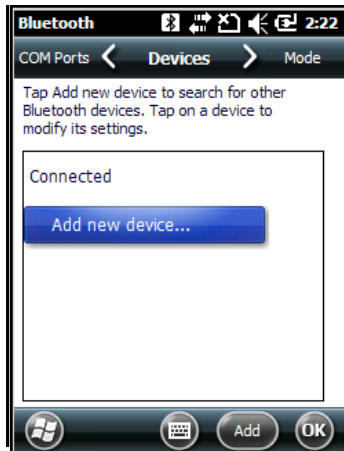 Bluetooth 2:22
COM Ports Devices Mode
Tap Add new device to search for other
Bluetooth devices. Tap on a device to
modify its settings.
Connected
Add new device...
Add OK